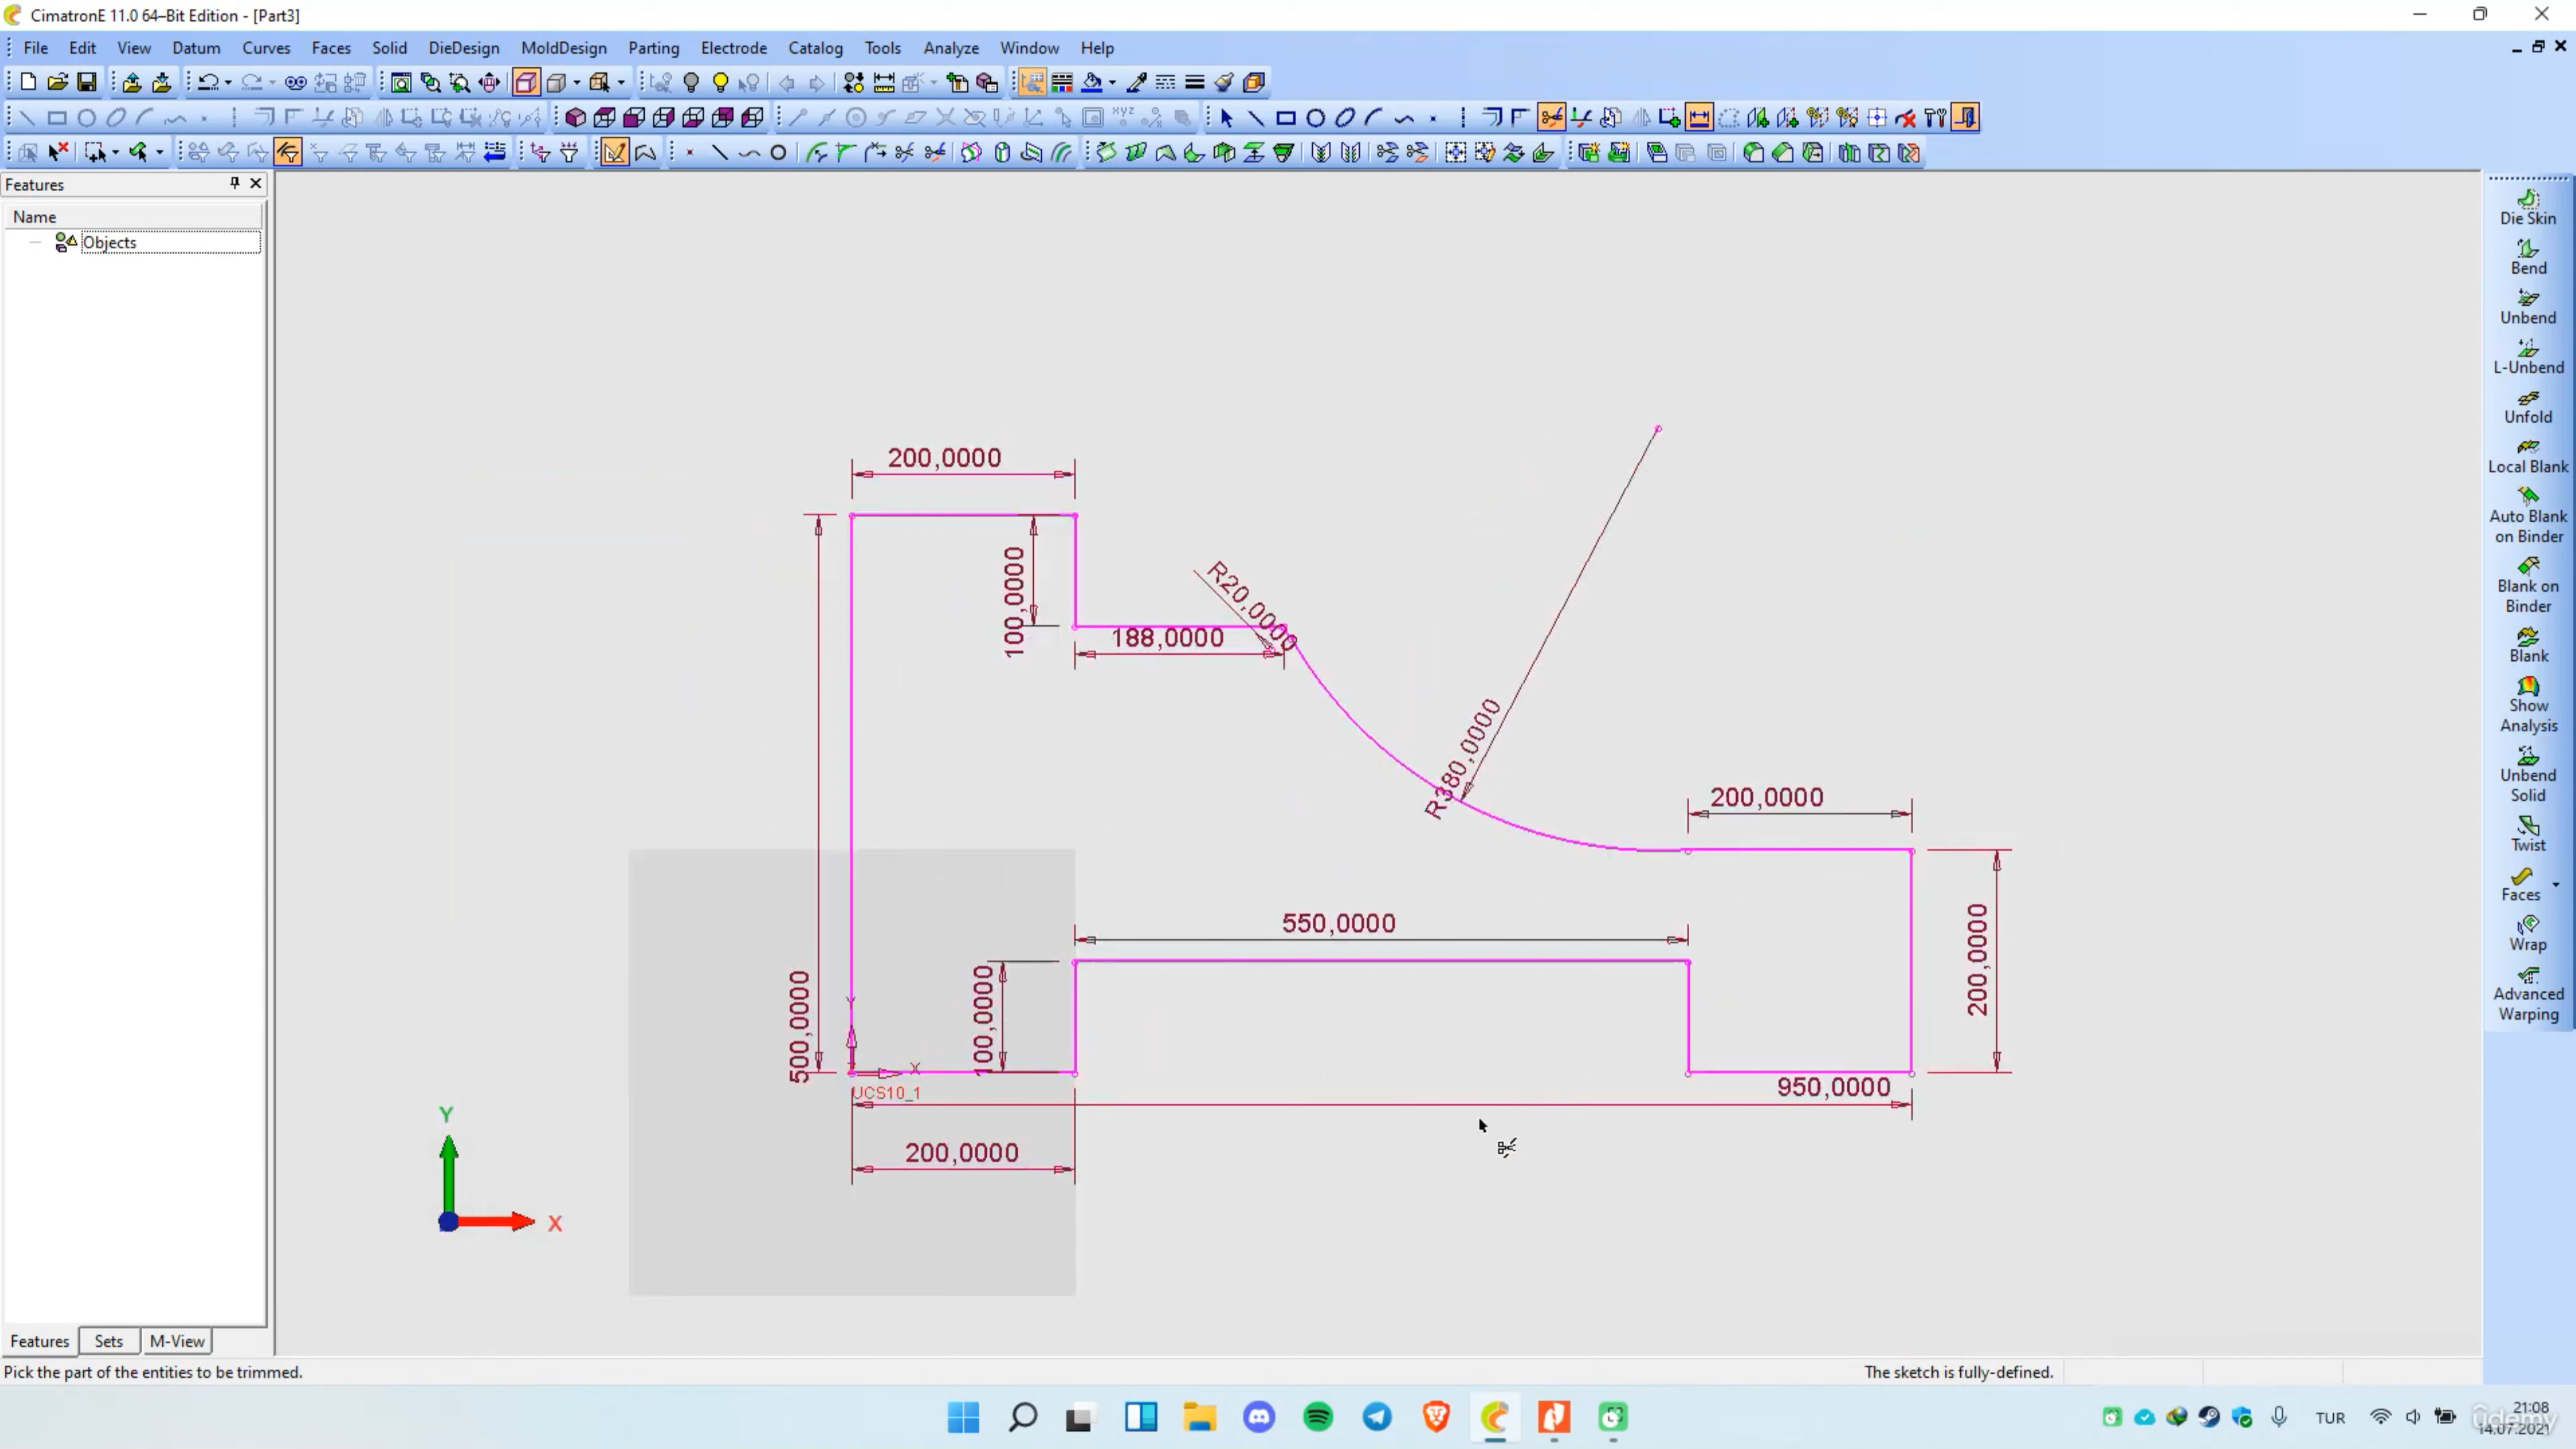 CimatronE 11.0 64–Bit Edition - [Part3]
File Edit View Datum Curves Faces Solid DieDesign MoldDesign Parting Electrode Catalog Tools Analyze Window Help
Features
Name
Objects
Die Skin
Bend
Unbend
L-Unbend
Unfold
Local Blank
Auto Blank
on Binder
Blank on
Binder
Blank
Show
Analysis
Unbend
Solid
Twist
Faces
Wrap
Advanced
Warping
200,0000
100,0000
R20,0000
188,0000
R380,0000
200,0000
550,0000
200,0000
500,0000
100,0000
Y
X
UCS10_1
950,0000
200,0000
Y
X
Features Sets M-View
Pick the part of the entities to be trimmed.
The sketch is fully-defined.
TUR
21:08
14.07.2021
ûdemy